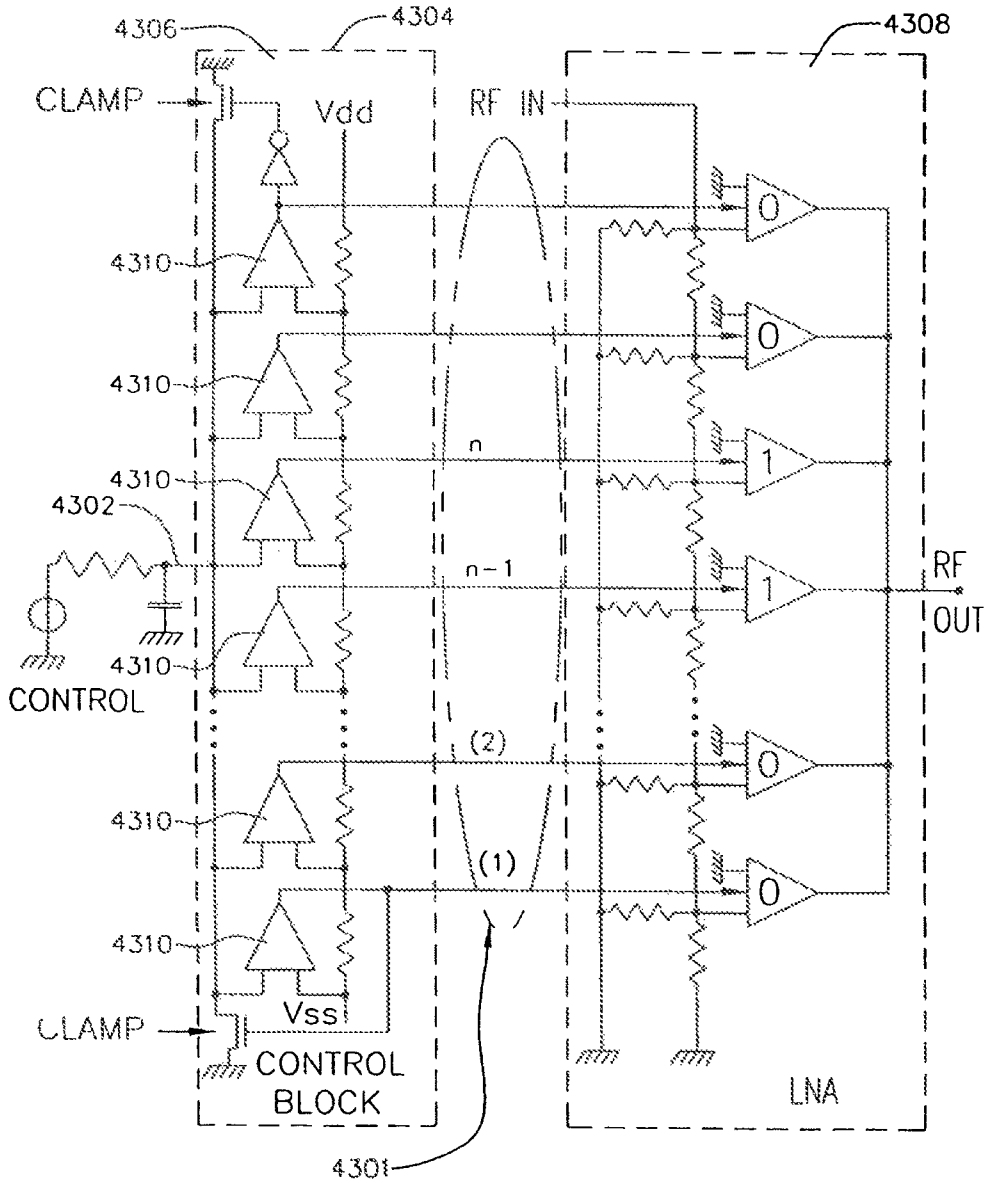 4306
4304
4308
CLAMP
Vdd
RF IN
0
4310
0
4310
n
1
4310
4302
n-1
1
RF
OUT
4310
CONTROL
(2)
0
4310
(1)
0
4310
Vss
CLAMP
CONTROL
BLOCK
LNA
4301